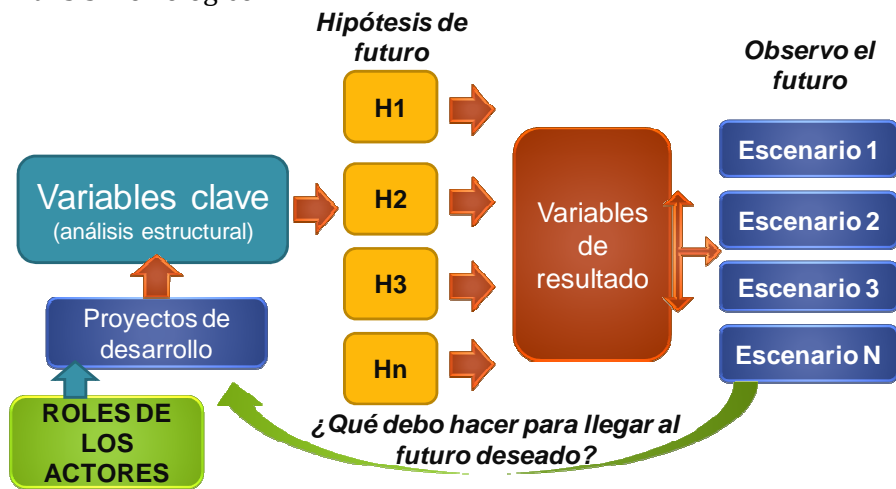 Hipótesis de
futuro
Observo el
futuro
H1
Escenario 1
Variables clave
(análisis estructural)
H2
Variables
de
resultado
Escenario 2
H3
Escenario 3
Proyectos de
desarrollo
Hn
Escenario N
ROLES DE
LOS
ACTORES
¿Qué debo hacer para llegar al
futuro deseado?